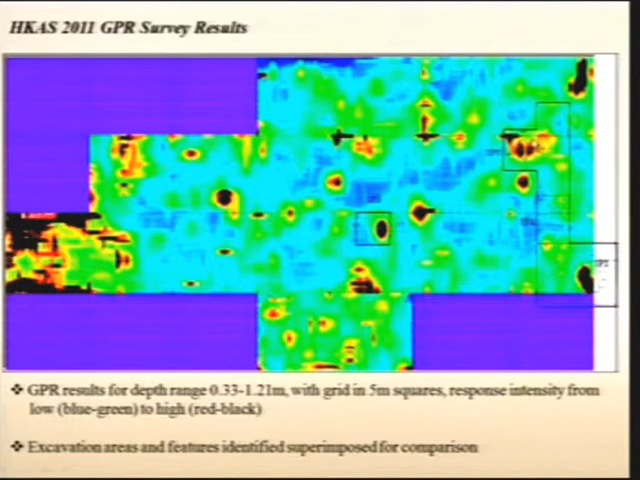 HKAS 2011 GPR Survey Results
❖ GPR results for depth range 0.33-1.21m, with grid in 5m squares, response intensity from
low (blue-green) to high (red-black)
❖ Excavation areas and features identified superimposed for comparison